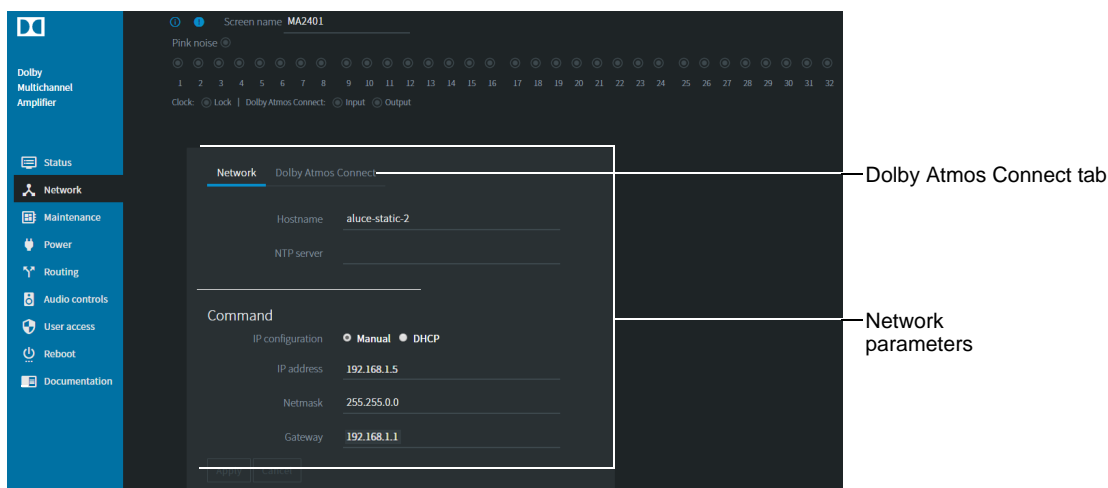 Screen name MA2401
Pink noise
1 2 3 4 5 6 7 8 9 10 11 12 13 14 15 16 17 18 19 20 21 22 23 24 25 26 27 28 29 30 31 32
Clock: Lock | Dolby Atmos Connect: Input Output
Dolby
Multichannel
Amplifier
Status
Network
Maintenance
Power
Routing
Audio controls
User access
Reboot
Documentation
Network Dolby Atmos Connect
Hostname aluce-static-2
NTP server
Command
IP configuration Manual DHCP
IP address 192.168.1.5
Netmask 255.255.0.0
Gateway 192.168.1.1
Apply Cancel
Dolby Atmos Connect tab
Network
parameters